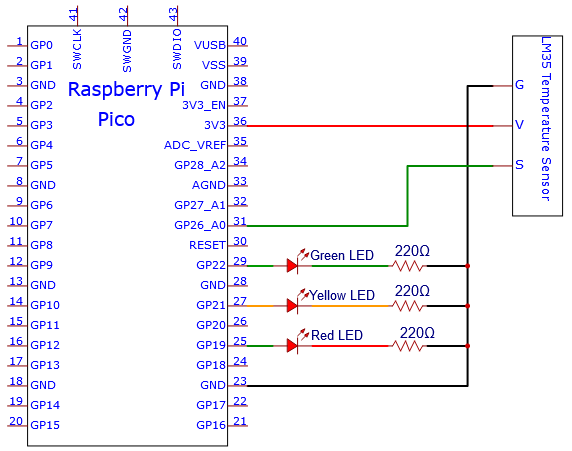 41
42
43
SWCLK
SWGND
SWDIO
Raspberry Pi
Pico
1 GP0
2 GP1
3 GND
4 GP2
5 GP3
6 GP4
7 GP5
8 GND
9 GP6
10 GP7
11 GP8
12 GP9
13 GND
14 GP10
15 GP11
16 GP12
17 GP13
18 GND
19 GP14
20 GP15
VUSB 40
VSS 39
GND 38
3V3_EN 37
3V3 36
ADC_VREF 35
GP28_A2 34
AGND 33
GP27_A1 32
GP26_A0 31
RESET 30
GP22 29
GND 28
GP21 27
GP20 26
GP19 25
GP18 24
GND 23
GP17 22
GP16 21
Green LED 220Ω
Yellow LED 220Ω
Red LED 220Ω
G
V
S
LM35 Temperature Sensor